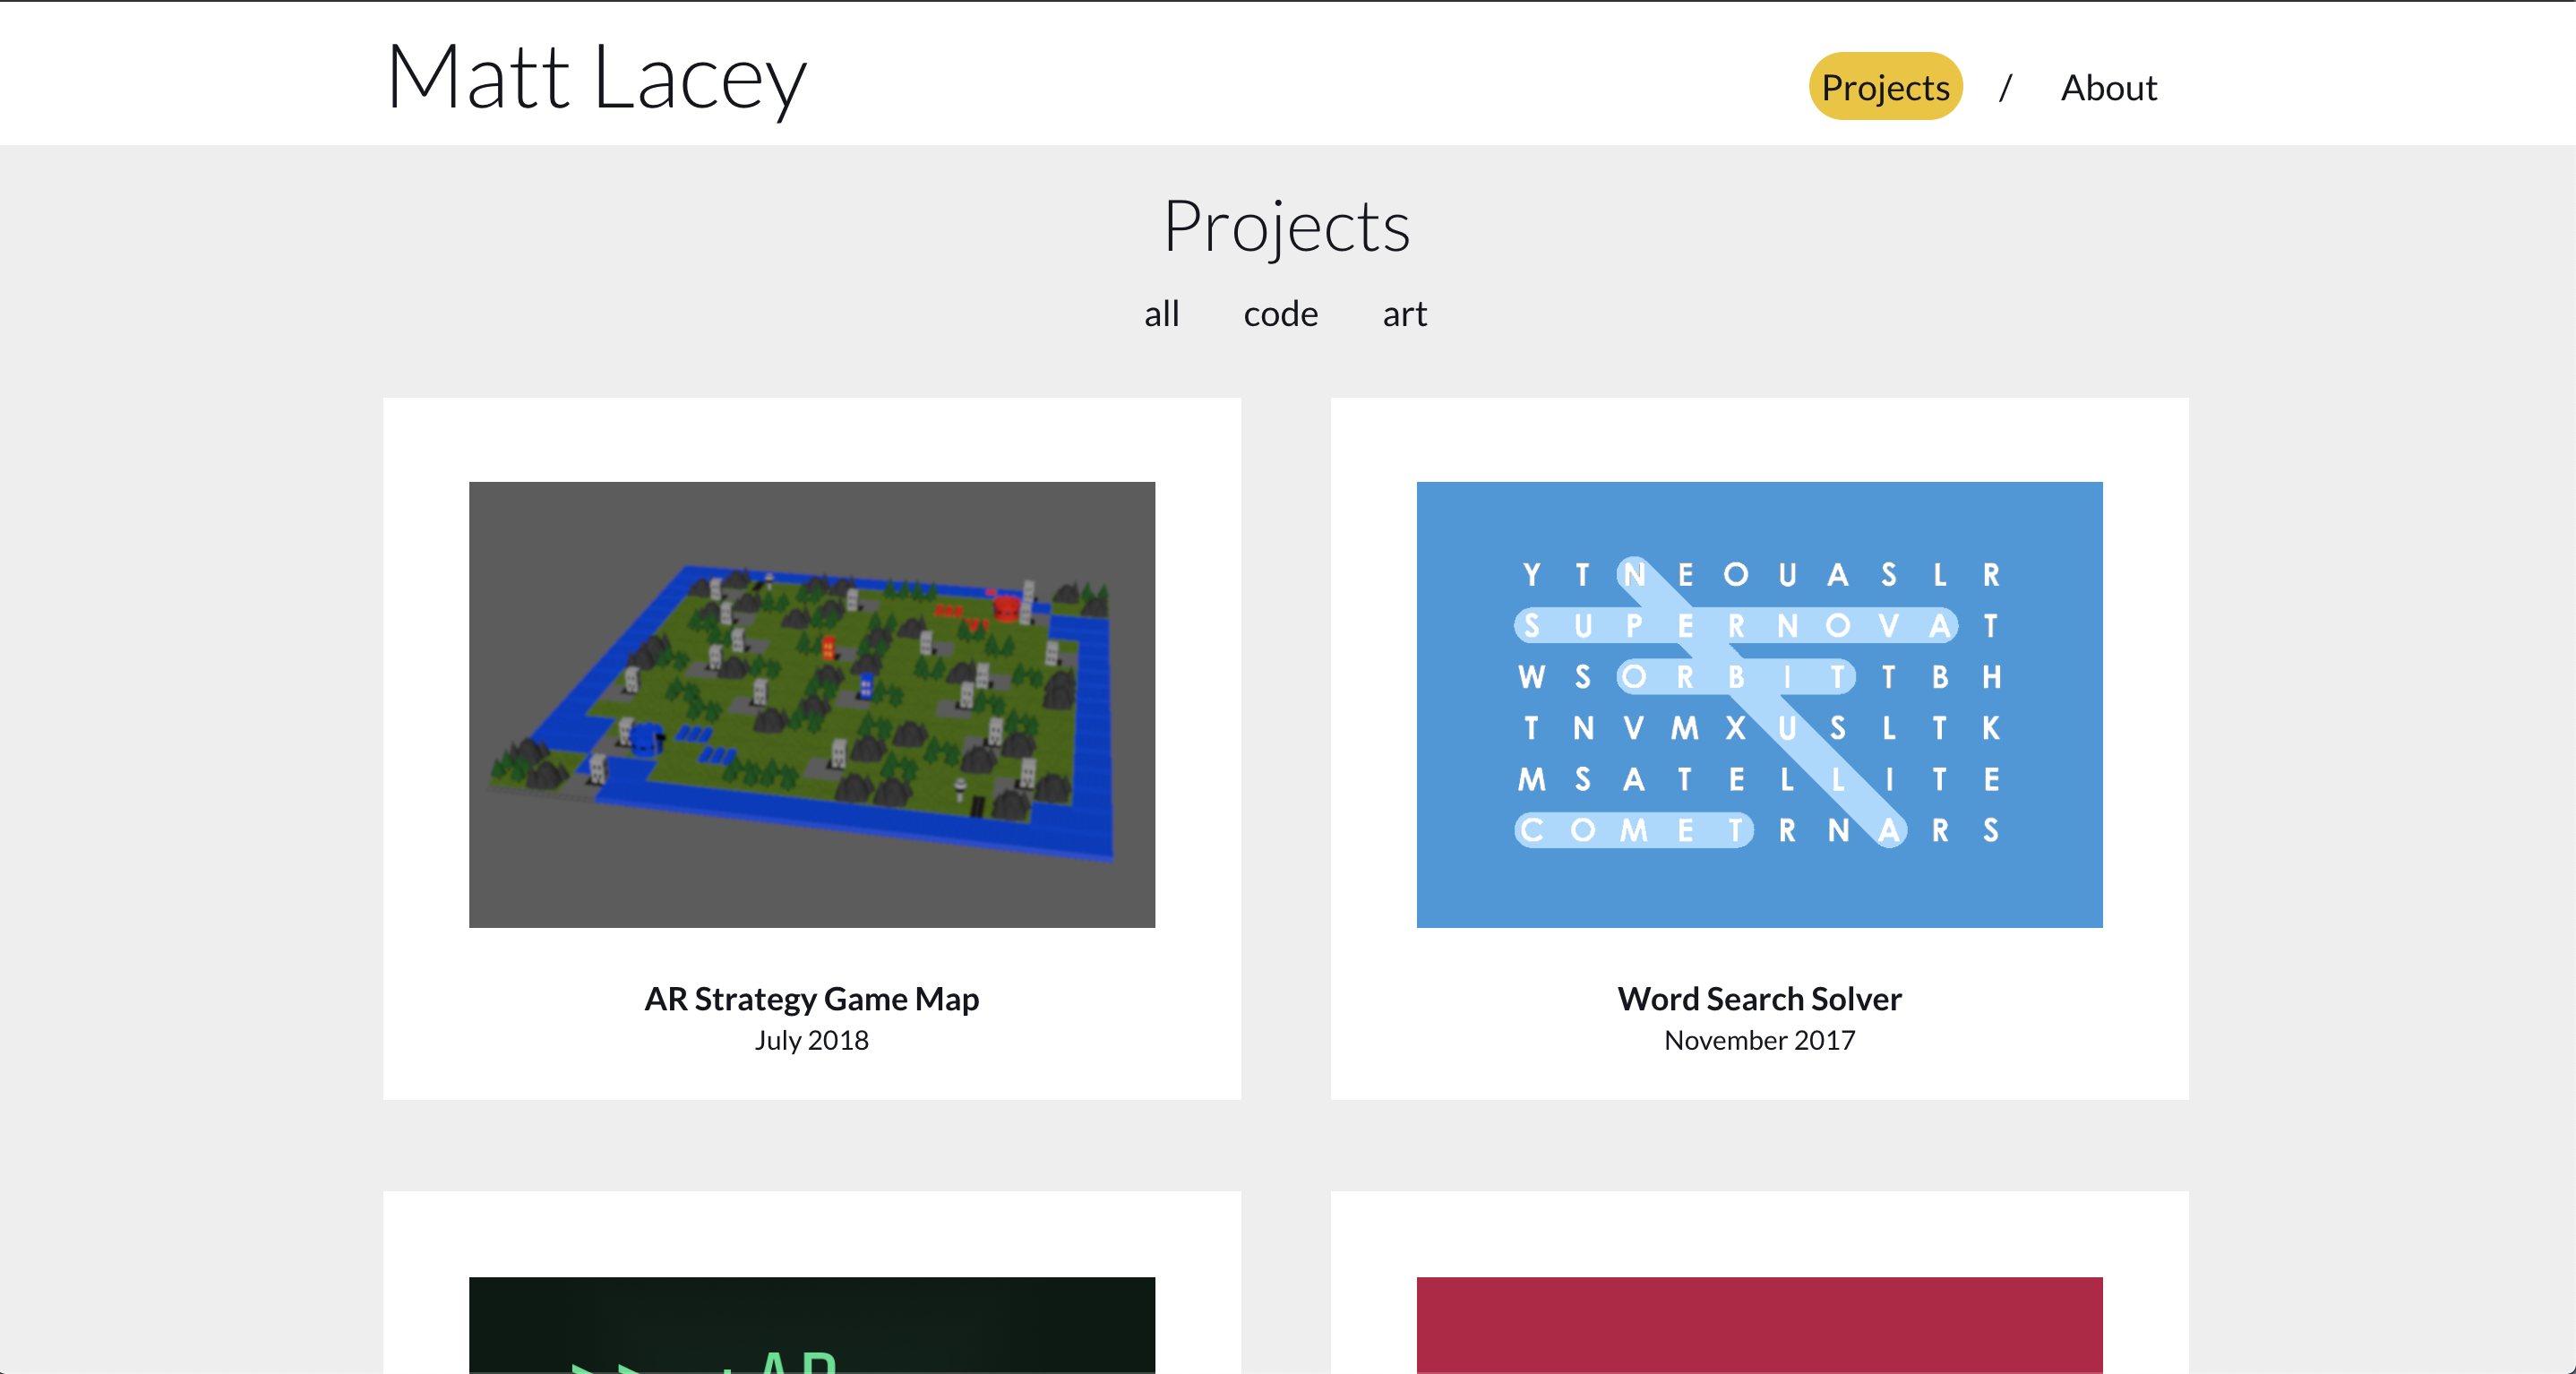 Matt Lacey
Projects / About
Projects
all code art
Y T N E O U A S L R
S U P E R N O V A T
W S O R B I T T B H
T N V M X U S L T K
M S A T E L L I T E
C O M E T R N A R S
AR Strategy Game Map
July 2018
Word Search Solver
November 2017